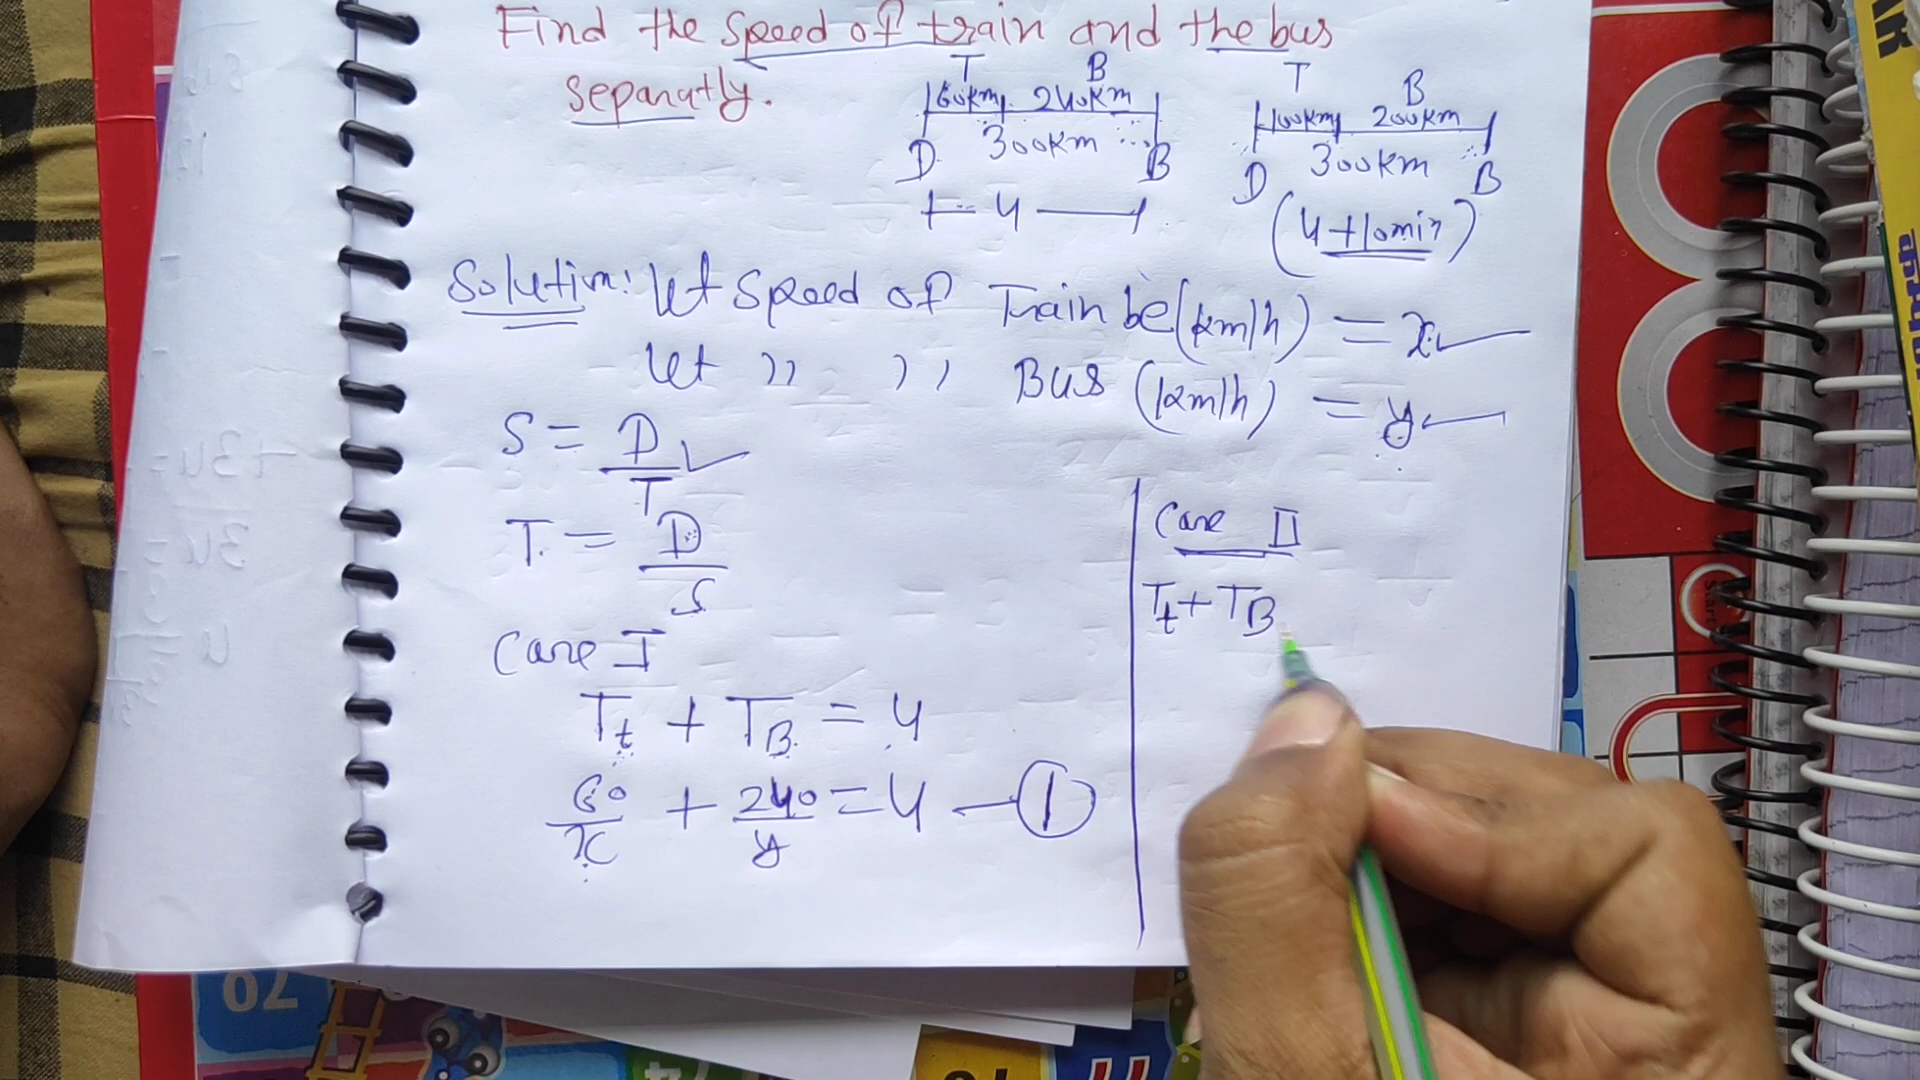 Find the speed of train and the bus
separatly.
T B
60km 240km
300km
D B
4
T B
100km 200km
300km
D B
(4+10min)
Solution: let speed of Train be (km/h) = x
let ,, ,, Bus (km/h) = y
S = D/T
T = D/S
Case I
Tt + TB = 4
60/x + 240/y = 4 — ①
Case II
Tt + TB